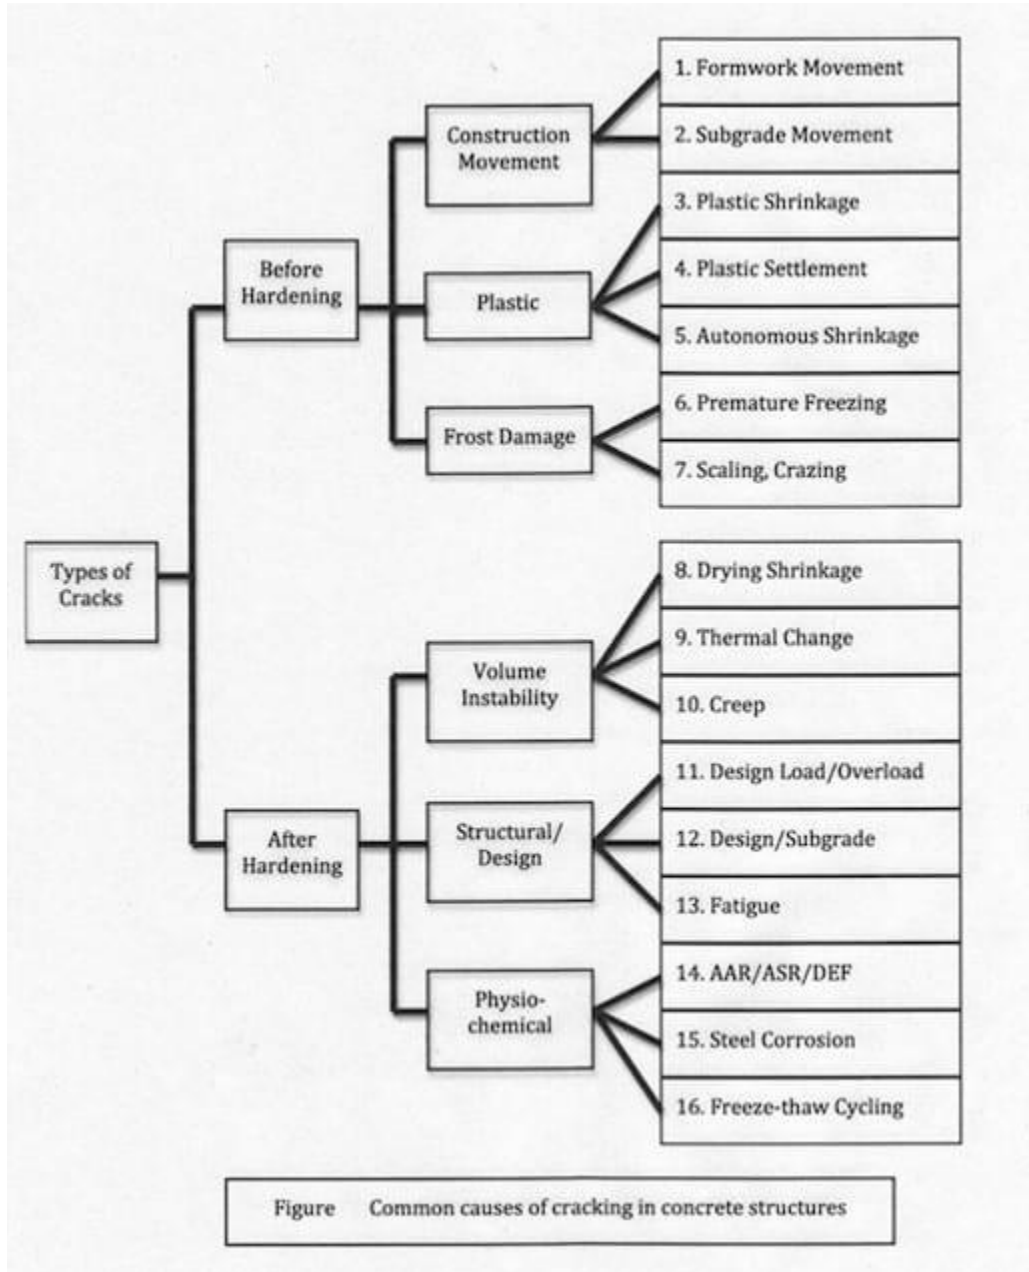 Types of
Cracks
Before
Hardening
Construction
Movement
1. Formwork Movement
2. Subgrade Movement
Plastic
3. Plastic Shrinkage
4. Plastic Settlement
5. Autonomous Shrinkage
Frost Damage
6. Premature Freezing
7. Scaling, Crazing
After
Hardening
Volume
Instability
8. Drying Shrinkage
9. Thermal Change
10. Creep
Structural/
Design
11. Design Load/Overload
12. Design/Subgrade
13. Fatigue
Physio-
chemical
14. AAR/ASR/DEF
15. Steel Corrosion
16. Freeze-thaw Cycling
Figure Common causes of cracking in concrete structures